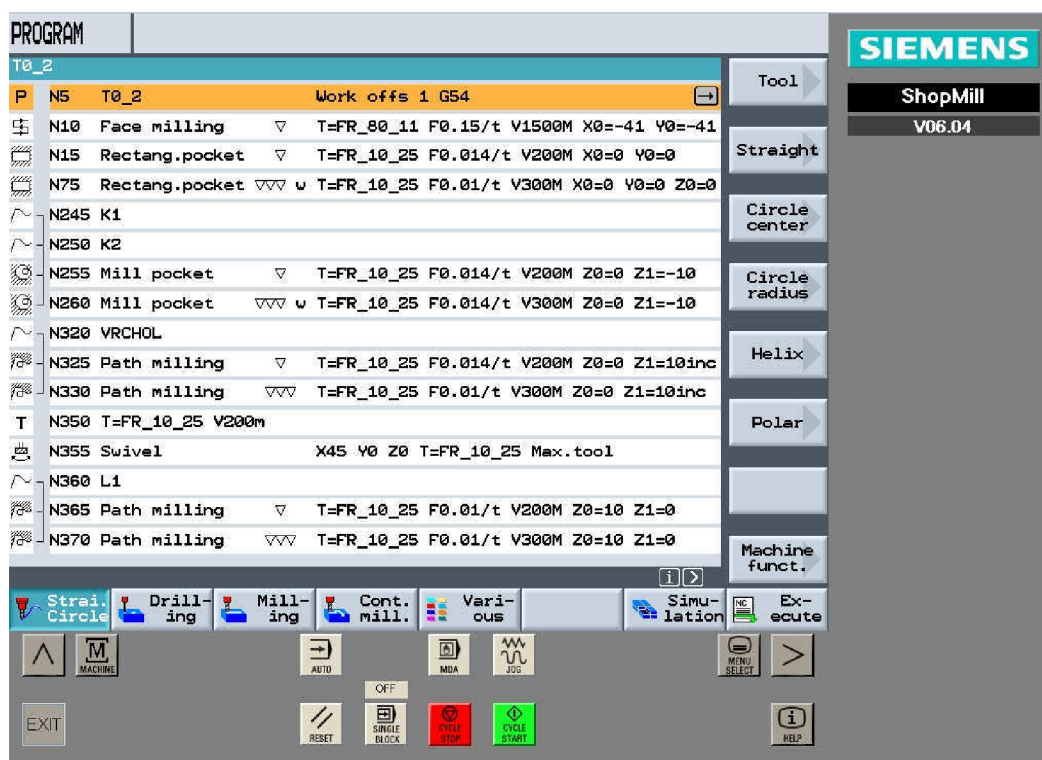 PROGRAM
SIEMENS
ShopMill
V06.04
T0_2
P N5 T0_2 Work offs 1 G54
N10 Face milling ▽ T=FR_80_11 F0.15/t V1500M X0=-41 Y0=-41
N15 Rectang.pocket ▽ T=FR_10_25 F0.014/t V200M X0=0 Y0=0
N75 Rectang.pocket ▽▽▽ w T=FR_10_25 F0.01/t V300M X0=0 Y0=0 Z0=0
N245 K1
N250 K2
N255 Mill pocket ▽ T=FR_10_25 F0.014/t V200M Z0=0 Z1=-10
N260 Mill pocket ▽▽▽ w T=FR_10_25 F0.014/t V300M Z0=0 Z1=-10
N320 VRCHOL
N325 Path milling ▽ T=FR_10_25 F0.014/t V200M Z0=0 Z1=10inc
N330 Path milling ▽▽▽ T=FR_10_25 F0.01/t V300M Z0=0 Z1=10inc
T N350 T=FR_10_25 V200m
N355 Swivel X45 Y0 Z0 T=FR_10_25 Max.tool
N360 L1
N365 Path milling ▽ T=FR_10_25 F0.01/t V200M Z0=10 Z1=0
N370 Path milling ▽▽▽ T=FR_10_25 F0.01/t V300M Z0=10 Z1=0
Tool
Straight
Circle
center
Circle
radius
Helix
Polar
Machine
funct.
i >
Strai.
Circle
Drill-
ing
Mill-
ing
Cont.
mill.
Vari-
ous
Simu-
lation
NC
Ex-
ecute
M
MACHINE
AUTO
MDA
JOG
MENU
SELECT
OFF
EXIT
RESET
SINGLE
BLOCK
CYCLE
STOP
CYCLE
START
i
HELP